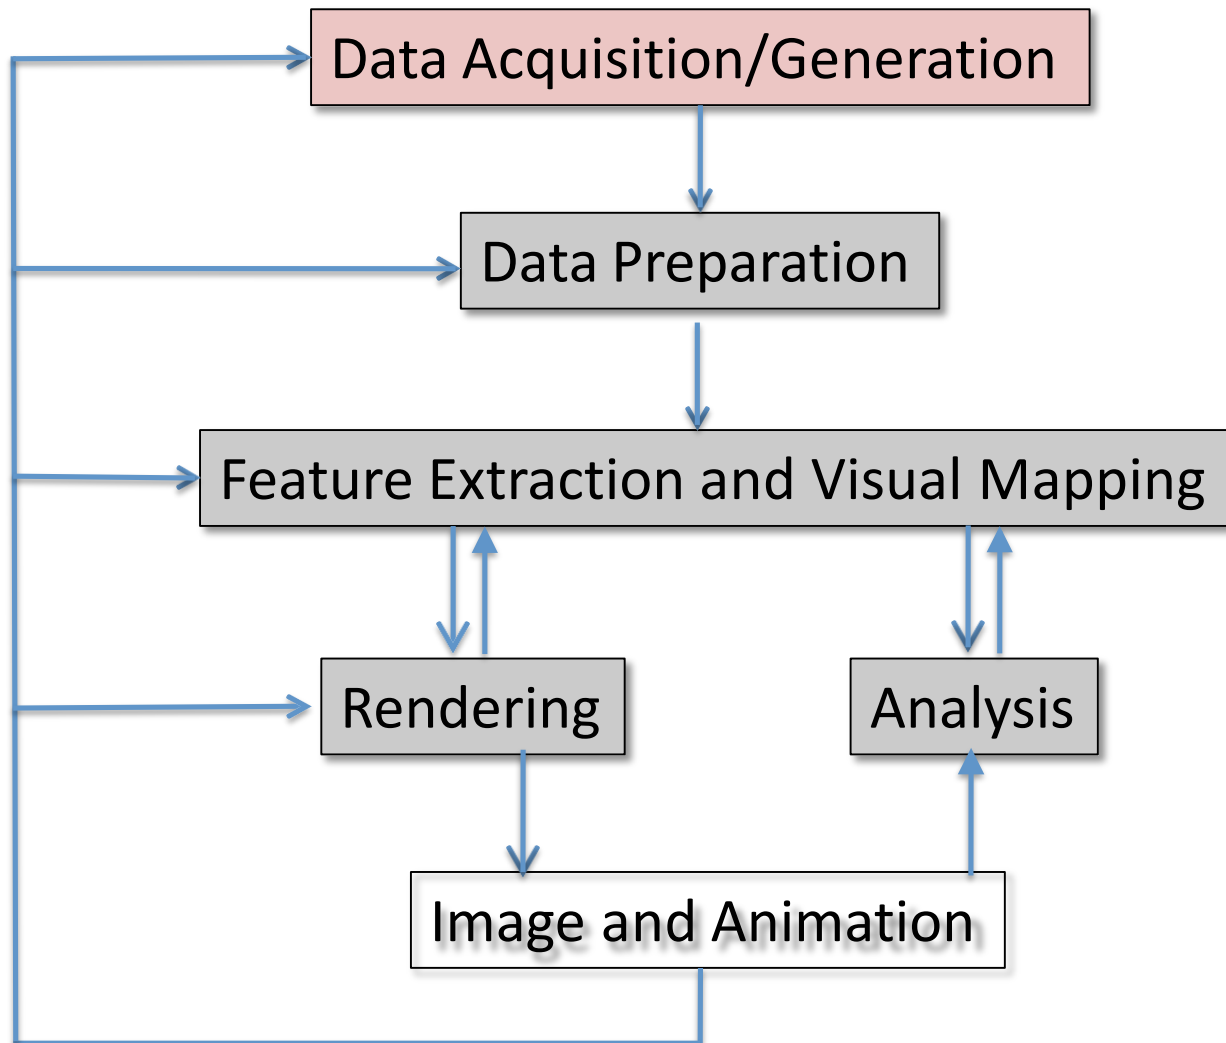 Data Acquisition/Generation
Data Preparation
Feature Extraction and Visual Mapping
Rendering
Analysis
Image and Animation